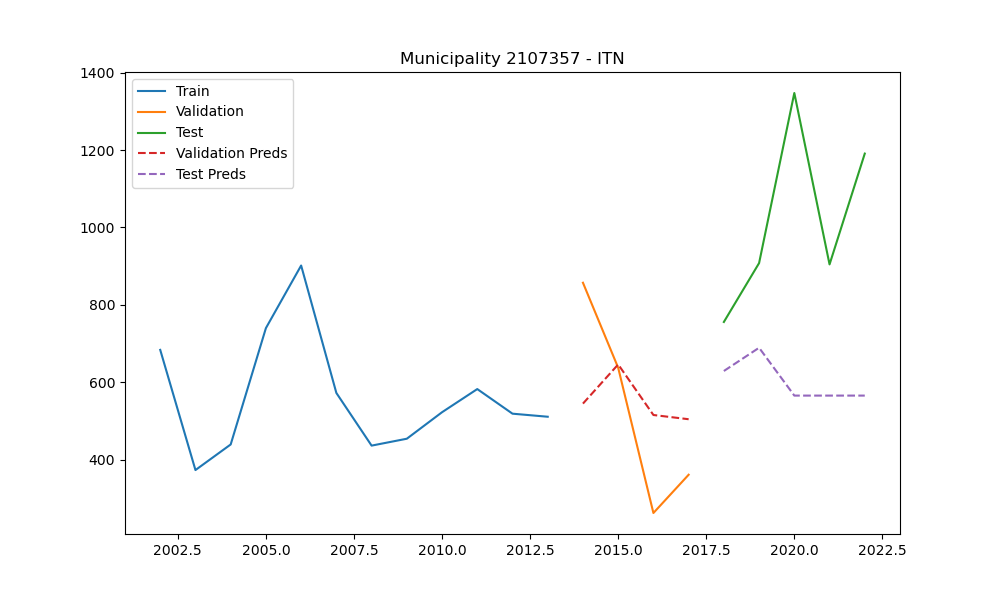 Municipality 2107357 - ITN
1400
1200
1000
800
600
400
Train
Validation
Test
Validation Preds
Test Preds
2002.5 2005.0 2007.5 2010.0 2012.5 2015.0 2017.5 2020.0 2022.5